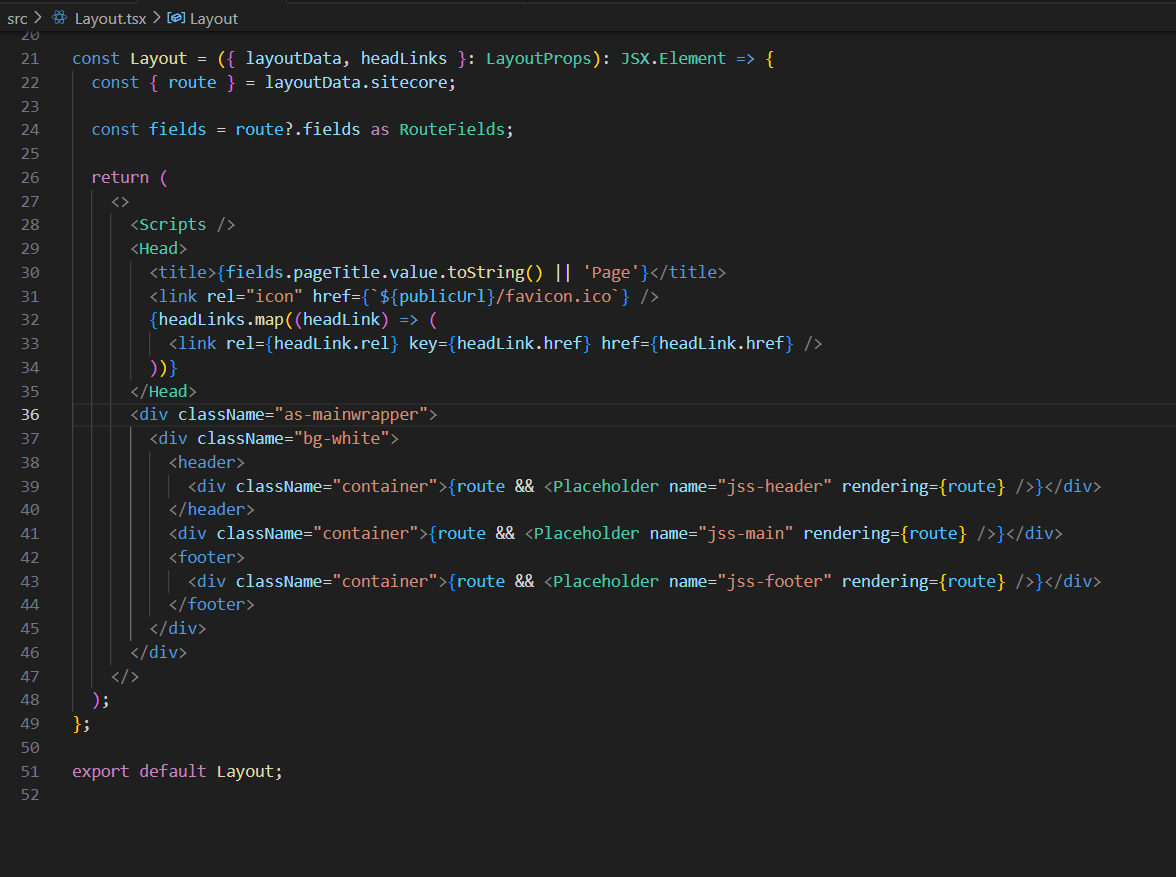 src > Layout.tsx > Layout
20
21 const Layout = ({ layoutData, headLinks }: LayoutProps): JSX.Element => {
22   const { route } = layoutData.sitecore;
23
24   const fields = route?.fields as RouteFields;
25
26   return (
27     <>
28       <Scripts />
29       <Head>
30         <title>{fields.pageTitle.value.toString() || 'Page'}</title>
31         <link rel="icon" href={`${publicUrl}/favicon.ico`} />
32         {headLinks.map((headLink) => (
33           <link rel={headLink.rel} key={headLink.href} href={headLink.href} />
34         ))}
35       </Head>
36       <div className="as-mainwrapper">
37         <div className="bg-white">
38           <header>
39             <div className="container">{route && <Placeholder name="jss-header" rendering={route} />}</div>
40           </header>
41           <div className="container">{route && <Placeholder name="jss-main" rendering={route} />}</div>
42           <footer>
43             <div className="container">{route && <Placeholder name="jss-footer" rendering={route} />}</div>
44           </footer>
45         </div>
46       </div>
47     </>
48   );
49 };
50
51 export default Layout;
52